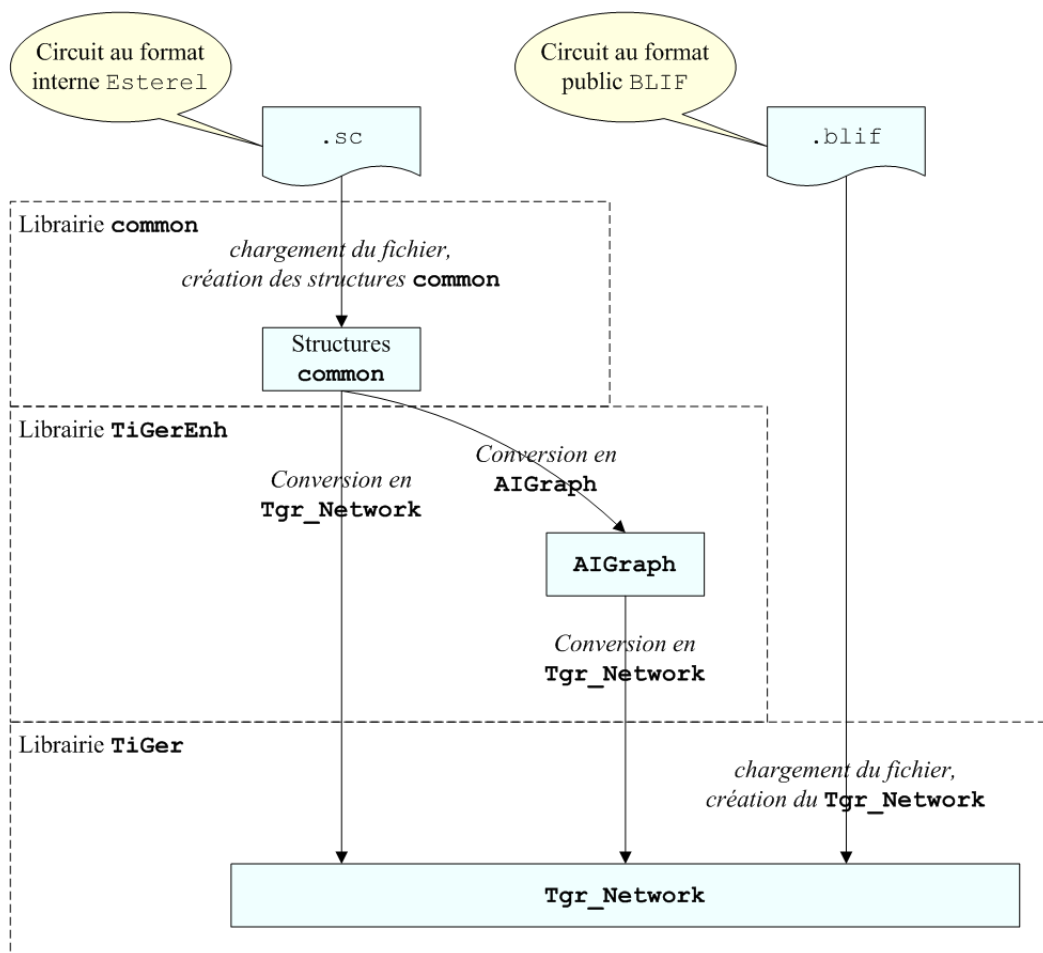 Circuit au format
interne Esterel
Circuit au format
public BLIF
.sc
.blif
Librairie common
chargement du fichier,
création des structures common
Structures
common
Librairie TiGerEnh
Conversion en
AIGraph
Conversion en
Tgr_Network
AIGraph
Conversion en
Tgr_Network
Librairie TiGer
chargement du fichier,
création du Tgr_Network
Tgr_Network